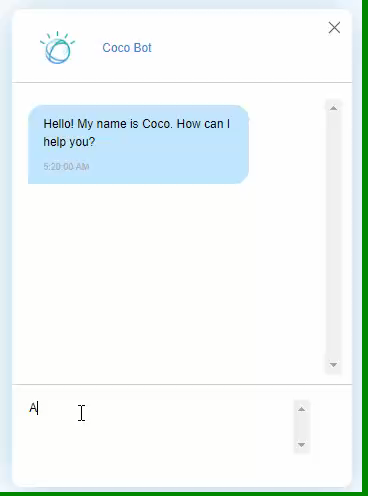 Coco Bot
Hello! My name is Coco. How can I
help you?
5:20:00 AM
A